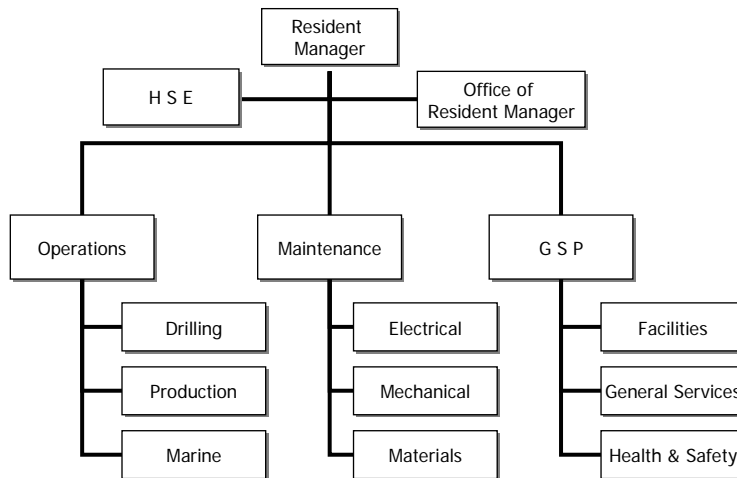 Resident
Manager
H S E
Office of
Resident Manager
Operations
Maintenance
G S P
Drilling
Electrical
Facilities
Production
Mechanical
General Services
Marine
Materials
Health & Safety